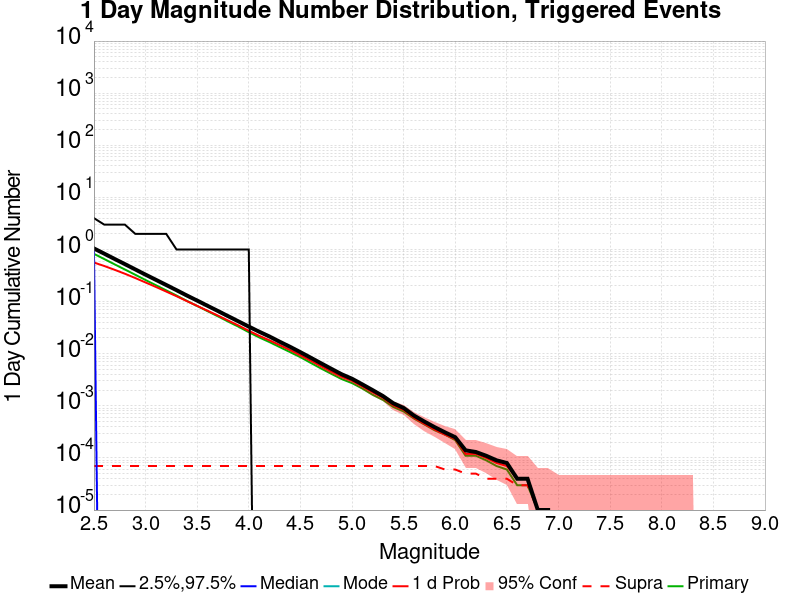 1 Day Magnitude Number Distribution, Triggered Events
1 Day Cumulative Number
10^4
10^3
10^2
10^1
10^0
10^-1
10^-2
10^-3
10^-4
10^-5
2.5 3.0 3.5 4.0 4.5 5.0 5.5 6.0 6.5 7.0 7.5 8.0 8.5 9.0
Magnitude
Mean 2.5%,97.5% Median Mode 1 d Prob 95% Conf Supra Primary